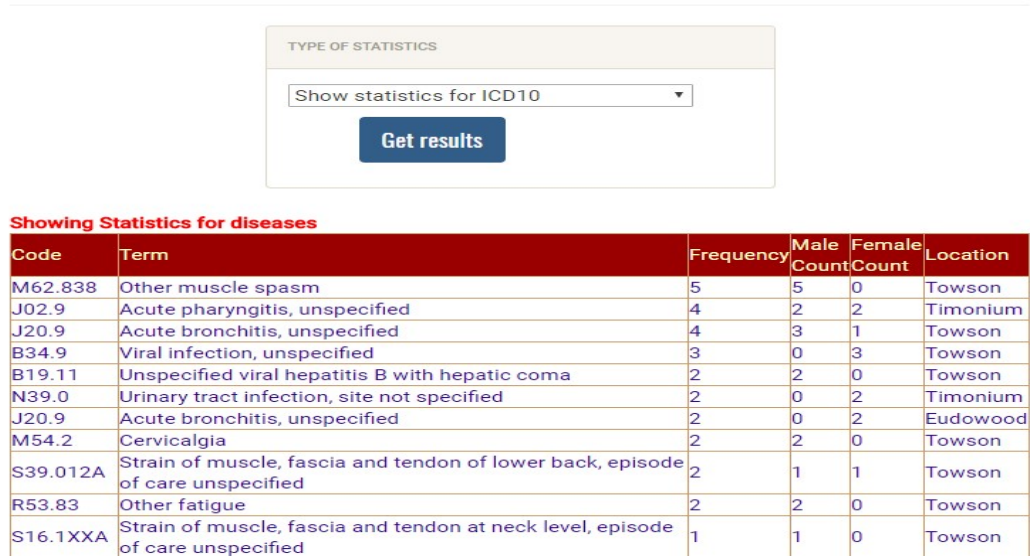 TYPE OF STATISTICS
Show statistics for ICD10
Get results
Showing Statistics for diseases
Code Term Frequency Male Count Female Count Location
M62.838 Other muscle spasm 5 5 0 Towson
J02.9 Acute pharyngitis, unspecified 4 2 2 Timonium
J20.9 Acute bronchitis, unspecified 4 3 1 Towson
B34.9 Viral infection, unspecified 3 0 3 Towson
B19.11 Unspecified viral hepatitis B with hepatic coma 2 2 0 Towson
N39.0 Urinary tract infection, site not specified 2 0 2 Timonium
J20.9 Acute bronchitis, unspecified 2 0 2 Eudowood
M54.2 Cervicalgia 2 2 0 Towson
S39.012A Strain of muscle, fascia and tendon of lower back, episode of care unspecified 2 1 1 Towson
R53.83 Other fatigue 2 2 0 Towson
S16.1XXA Strain of muscle, fascia and tendon at neck level, episode of care unspecified 1 1 0 Towson